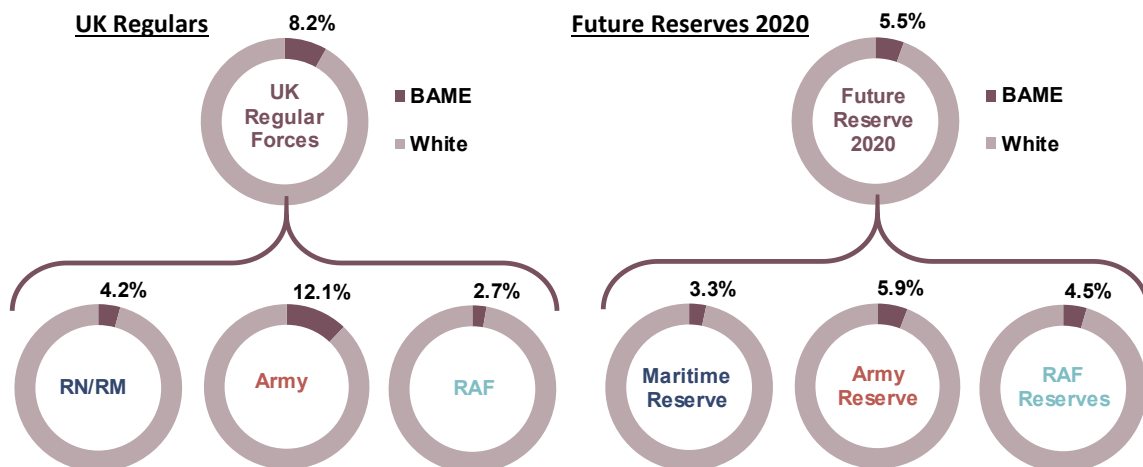 UK Regulars
8.2%
UK
Regular
Forces
BAME
White
4.2%
RN/RM
12.1%
Army
2.7%
RAF
Future Reserves 2020
5.5%
Future
Reserve
2020
BAME
White
3.3%
Maritime
Reserve
5.9%
Army
Reserve
4.5%
RAF
Reserves